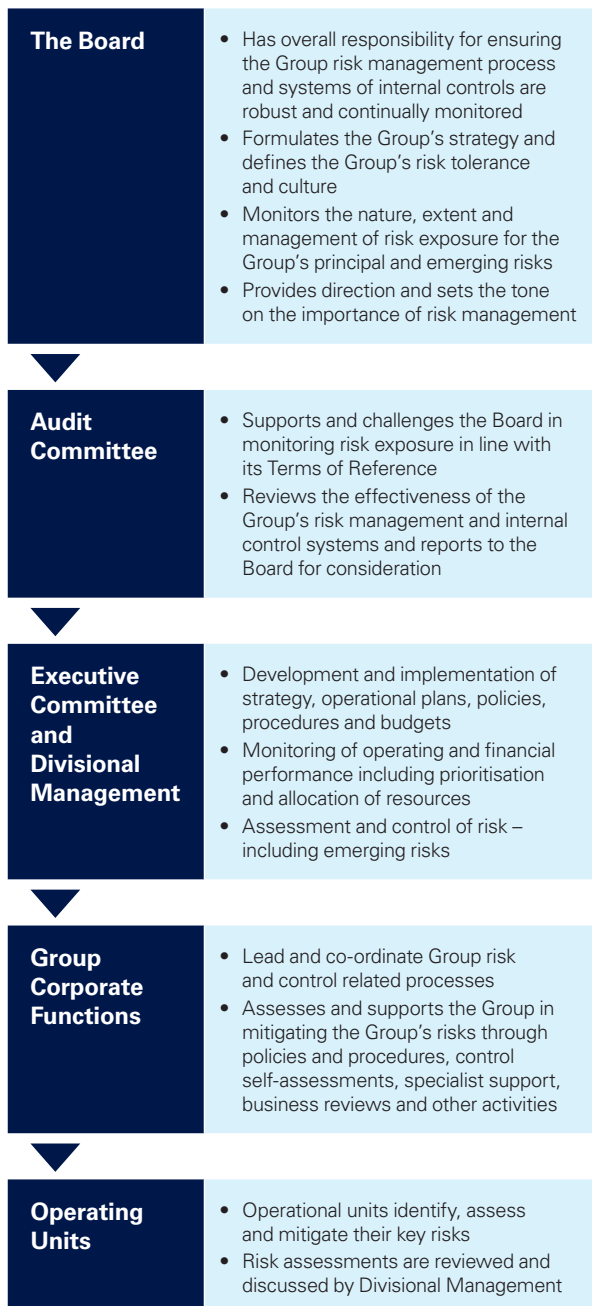 The Board
• Has overall responsibility for ensuring
the Group risk management process
and systems of internal controls are
robust and continually monitored
• Formulates the Group’s strategy and
defines the Group’s risk tolerance
and culture
• Monitors the nature, extent and
management of risk exposure for the
Group’s principal and emerging risks
• Provides direction and sets the tone
on the importance of risk management
Audit
Committee
• Supports and challenges the Board in
monitoring risk exposure in line with
its Terms of Reference
• Reviews the effectiveness of the
Group’s risk management and internal
control systems and reports to the
Board for consideration
Executive
Committee
and
Divisional
Management
• Development and implementation of
strategy, operational plans, policies,
procedures and budgets
• Monitoring of operating and financial
performance including prioritisation
and allocation of resources
• Assessment and control of risk –
including emerging risks
Group
Corporate
Functions
• Lead and co-ordinate Group risk
and control related processes
• Assesses and supports the Group in
mitigating the Group’s risks through
policies and procedures, control
self-assessments, specialist support,
business reviews and other activities
Operating
Units
• Operational units identify, assess
and mitigate their key risks
• Risk assessments are reviewed and
discussed by Divisional Management